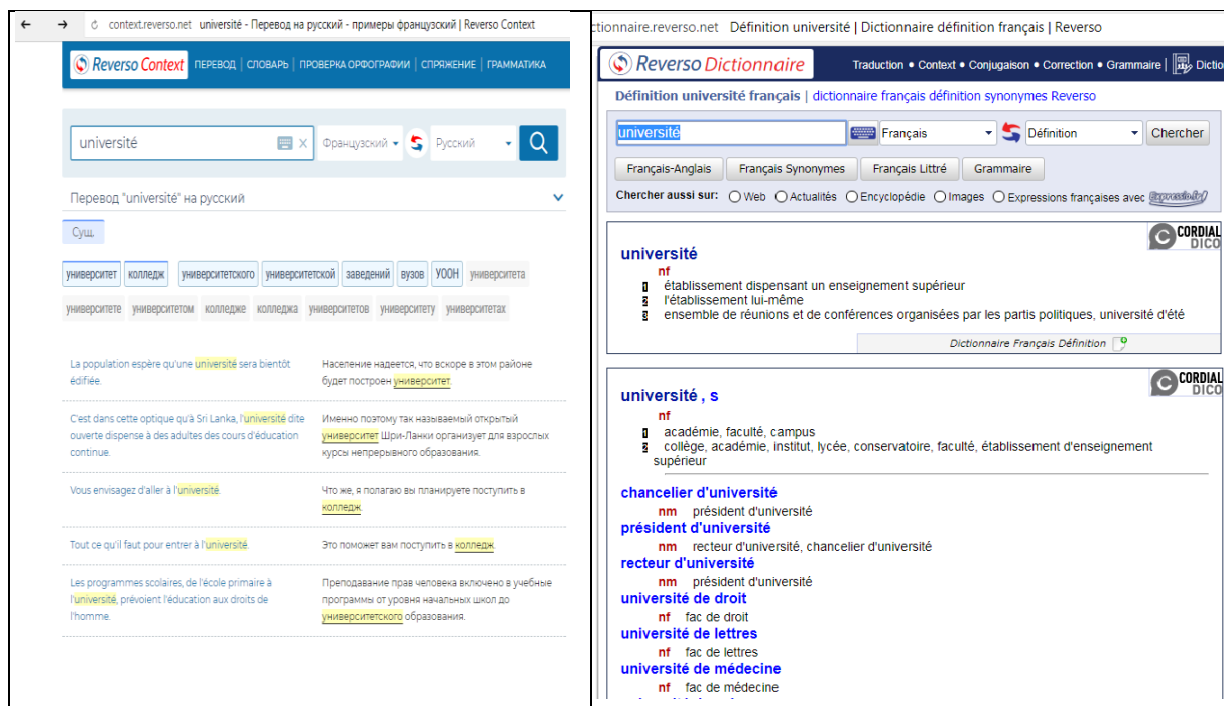 context.reverso.net université - Перевод на русский - примеры французский | Reverso Context
Reverso Context ПЕРЕВОД | СЛОВАРЬ | ПРОВЕРКА ОРФОГРАФИИ | СПРЯЖЕНИЕ | ГРАММАТИКА
université Французский Русский
Перевод "université" на русский
Сущ.
университет колледж университетского университетской заведений вузов УООН университета
университете университетом колледже колледжа университетов университету университетах
La population espère qu'une université sera bientôt
édifiée.
Население надеется, что вскоре в этом районе
будет построен университет.
C'est dans cette optique qu'à Sri Lanka, l'université dite
ouverte dispense à des adultes des cours d'éducation
continue.
Именно поэтому так называемый открытый
университет Шри-Ланки организует для взрослых
курсы непрерывного образования.
Vous envisagez d'aller à l'université.
Что же, я полагаю вы планируете поступить в
колледж.
Tout ce qu'il faut pour entrer à l'université.
Это поможет вам поступить в колледж.
Les programmes scolaires, de l'école primaire à
l'université, prévoient l'éducation aux droits de
l'homme.
Преподавание прав человека включено в учебные
программы от уровня начальных школ до
университетского образования.
ctionnaire.reverso.net Définition université | Dictionnaire définition français | Reverso
Reverso Dictionnaire Traduction • Context • Conjugaison • Correction • Grammaire | Dictio
Définition université français | dictionnaire français définition synonymes Reverso
université Français Définition Chercher
Français-Anglais Français Synonymes Français Littré Grammaire
Chercher aussi sur: Web Actualités Encyclopédie Images Expressions françaises avec
CORDIAL
DICO
université
nf
1 établissement dispensant un enseignement supérieur
2 l'établissement lui-même
3 ensemble de réunions et de conférences organisées par les partis politiques, université d'été
Dictionnaire Français Définition
CORDIAL
DICO
université , s
nf
1 académie, faculté, campus
2 collège, académie, institut, lycée, conservatoire, faculté, établissement d'enseignement
supérieur
chancelier d'université
nm président d'université
président d'université
nm recteur d'université, chancelier d'université
recteur d'université
nm président d'université
université de droit
nf fac de droit
université de lettres
nf fac de lettres
université de médecine
nf fac de médecine